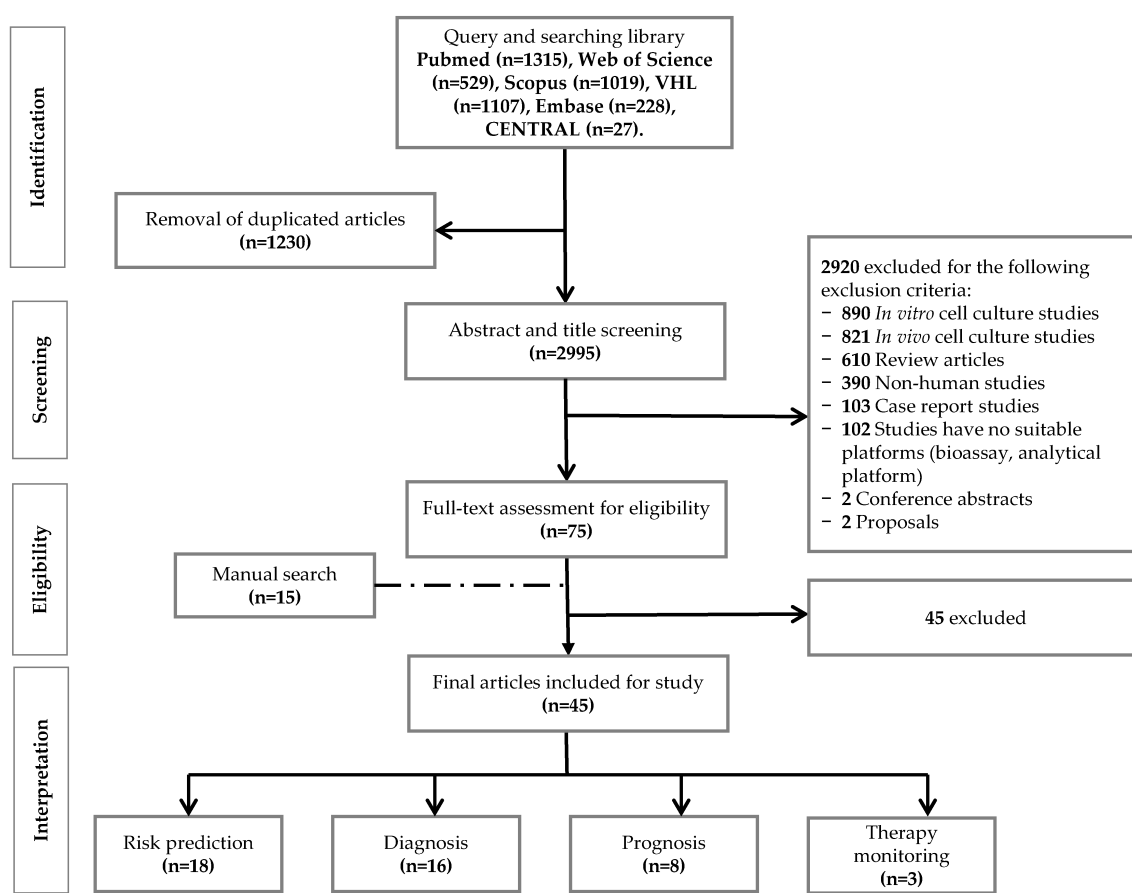 Identification
Query and searching library
Pubmed (n=1315), Web of Science
(n=529), Scopus (n=1019), VHL
(n=1107), Embase (n=228),
CENTRAL (n=27).
Removal of duplicated articles
(n=1230)
Screening
Abstract and title screening
(n=2995)
2920 excluded for the following
exclusion criteria:
− 890 In vitro cell culture studies
− 821 In vivo cell culture studies
− 610 Review articles
− 390 Non-human studies
− 103 Case report studies
− 102 Studies have no suitable
platforms (bioassay, analytical
platform)
− 2 Conference abstracts
− 2 Proposals
Eligibility
Full-text assessment for eligibility
(n=75)
Manual search
(n=15)
45 excluded
Interpretation
Final articles included for study
(n=45)
Risk prediction
(n=18)
Diagnosis
(n=16)
Prognosis
(n=8)
Therapy
monitoring
(n=3)